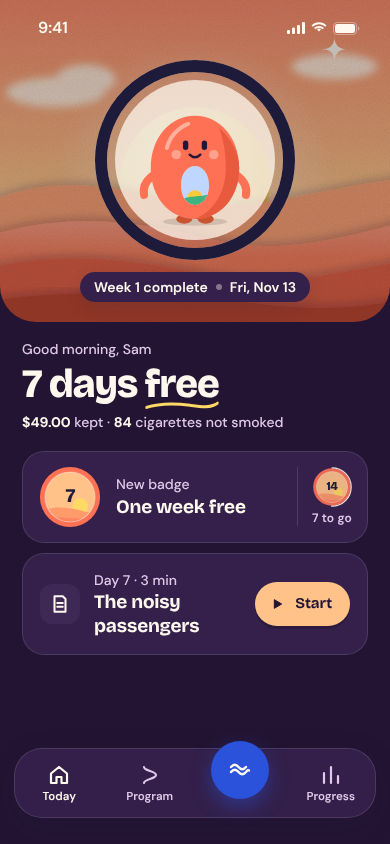 9:41
Week 1 complete • Fri, Nov 13
Good morning, Sam
7 days free
$49.00 kept · 84 cigarettes not smoked
7
New badge
One week free
14
7 to go
Day 7 · 3 min
The noisy
passengers
Start
Today
Program
Progress